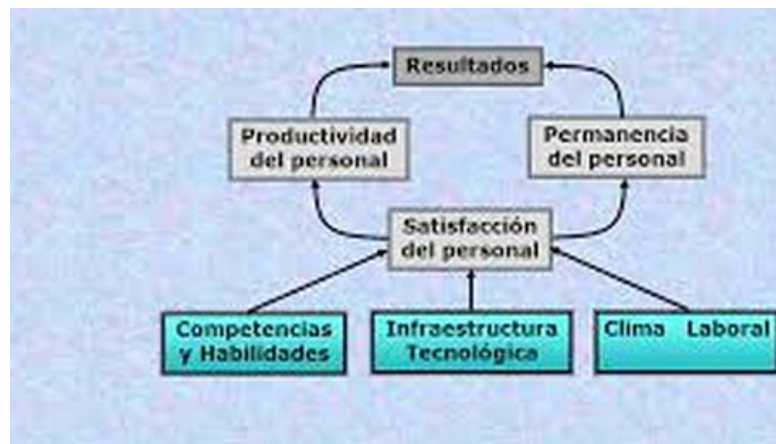 Resultados
Productividad
del personal
Permanencia
del personal
Satisfacción
del personal
Competencias
y Habilidades
Infraestructura
Tecnológica
Clima Laboral